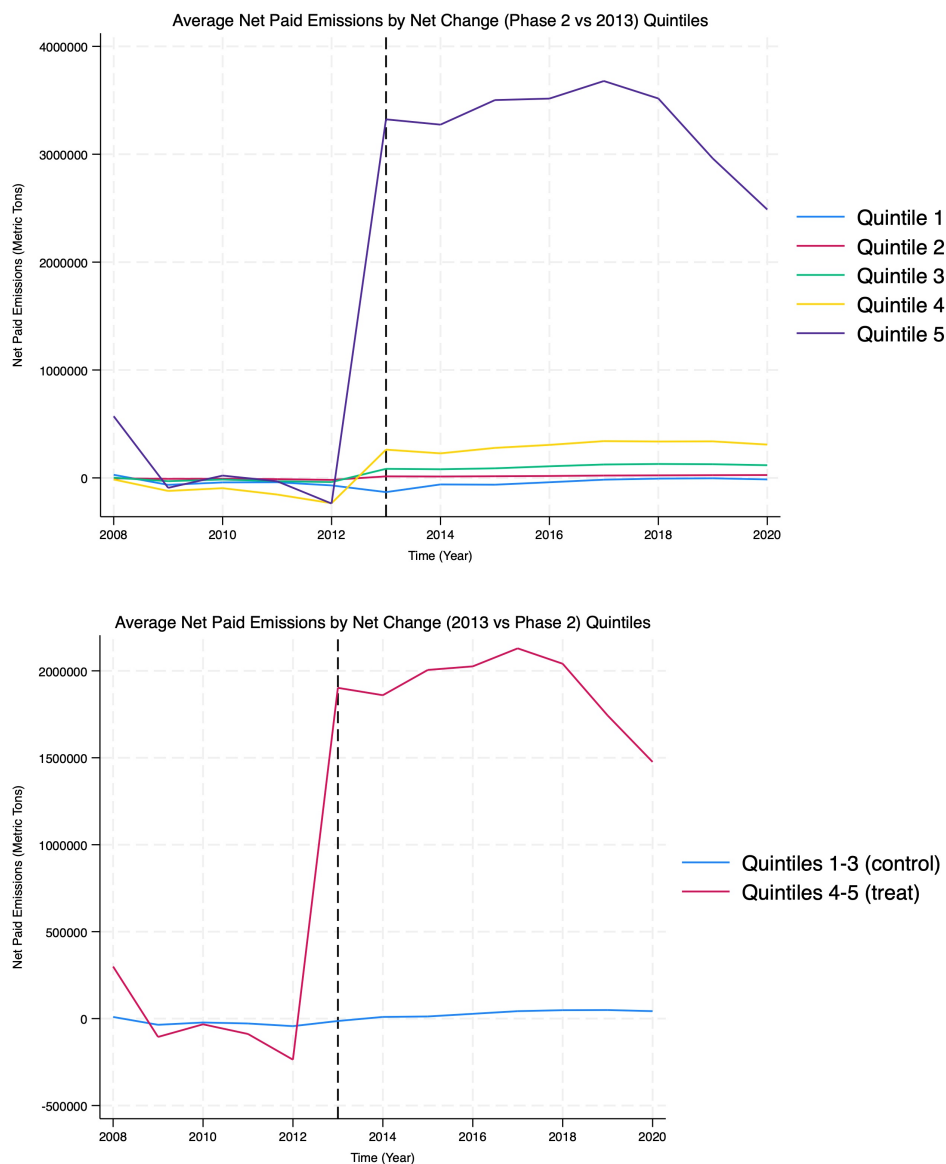 Average Net Paid Emissions by Net Change (Phase 2 vs 2013) Quintiles
Net Paid Emissions (Metric Tons)
4000000
3000000
2000000
1000000
0
2008 2010 2012 2014 2016 2018 2020
Time (Year)
Quintile 1
Quintile 2
Quintile 3
Quintile 4
Quintile 5
Average Net Paid Emissions by Net Change (2013 vs Phase 2) Quintiles
Net Paid Emissions (Metric Tons)
2000000
1500000
1000000
500000
0
-500000
2008 2010 2012 2014 2016 2018 2020
Time (Year)
Quintiles 1-3 (control)
Quintiles 4-5 (treat)